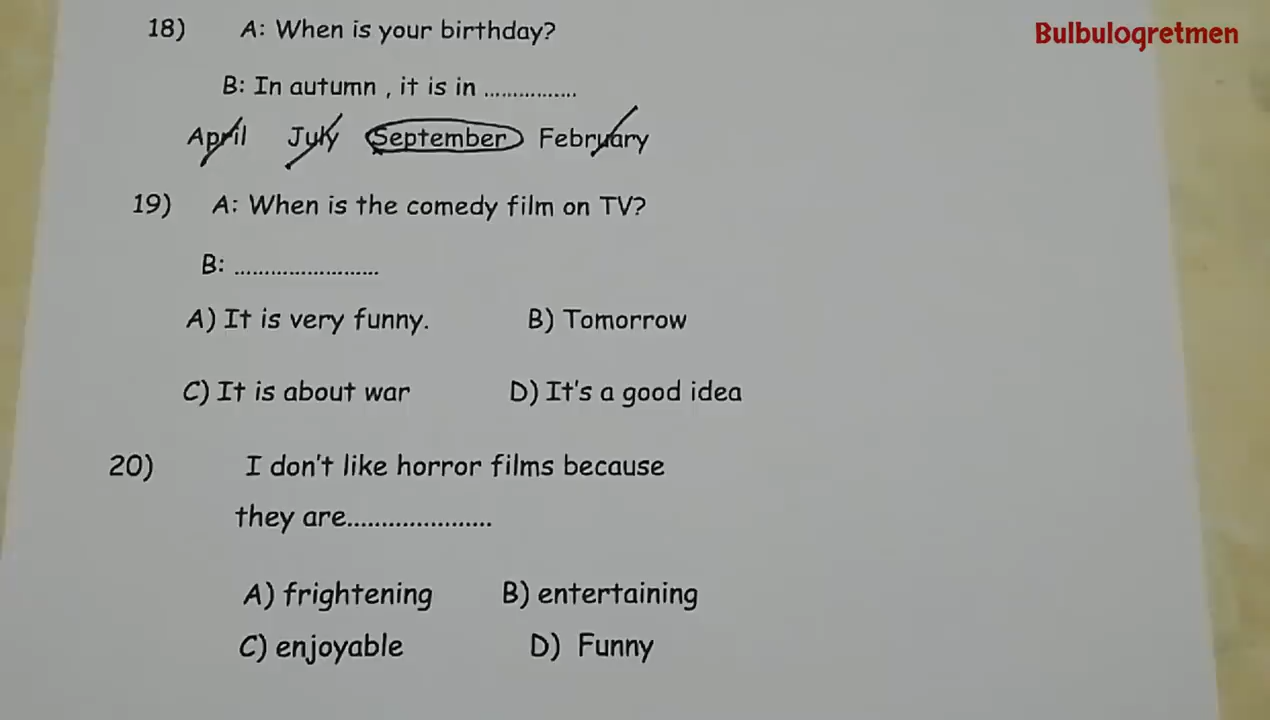 Bulbulogretmen
18) A: When is your birthday?
B: In autumn , it is in ................
April July September February
19) A: When is the comedy film on TV?
B: ........................
A) It is very funny. B) Tomorrow
C) It is about war D) It's a good idea
20) I don't like horror films because
they are......................
A) frightening B) entertaining
C) enjoyable D) Funny